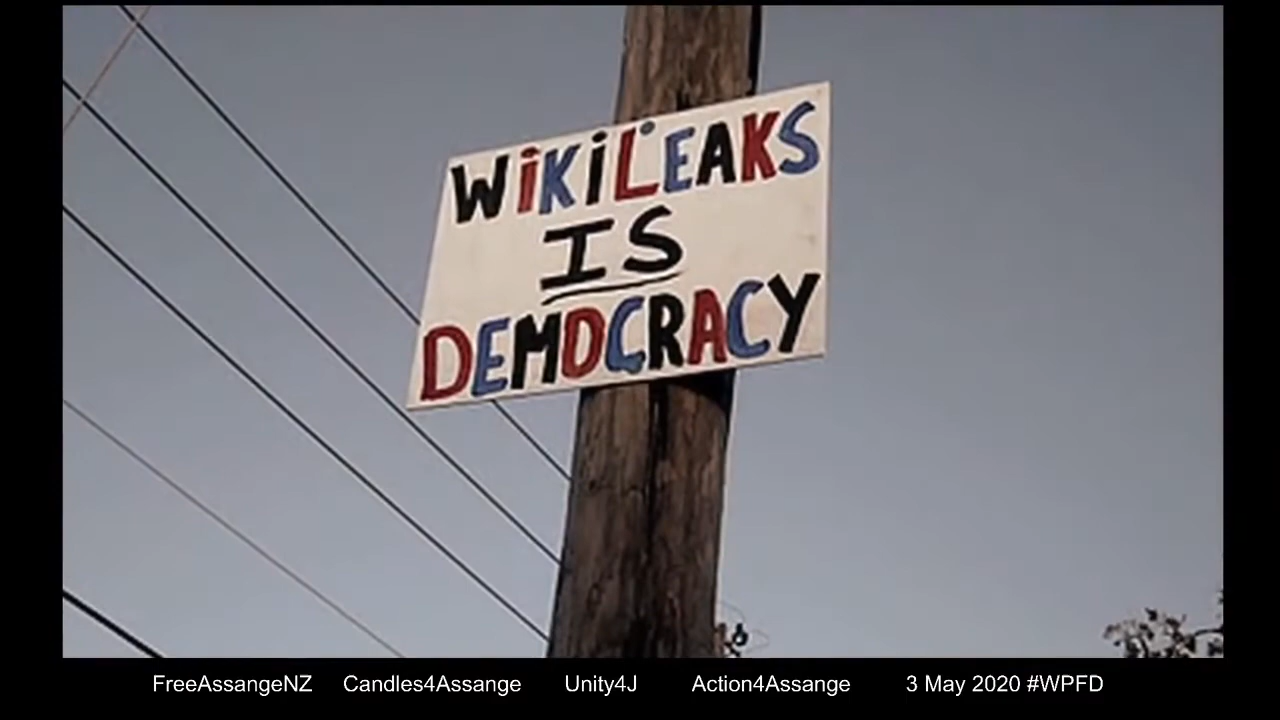 WiKiLEAKS
IS
DEMOCRACY
FreeAssangeNZ Candles4Assange Unity4J Action4Assange 3 May 2020 #WPFD